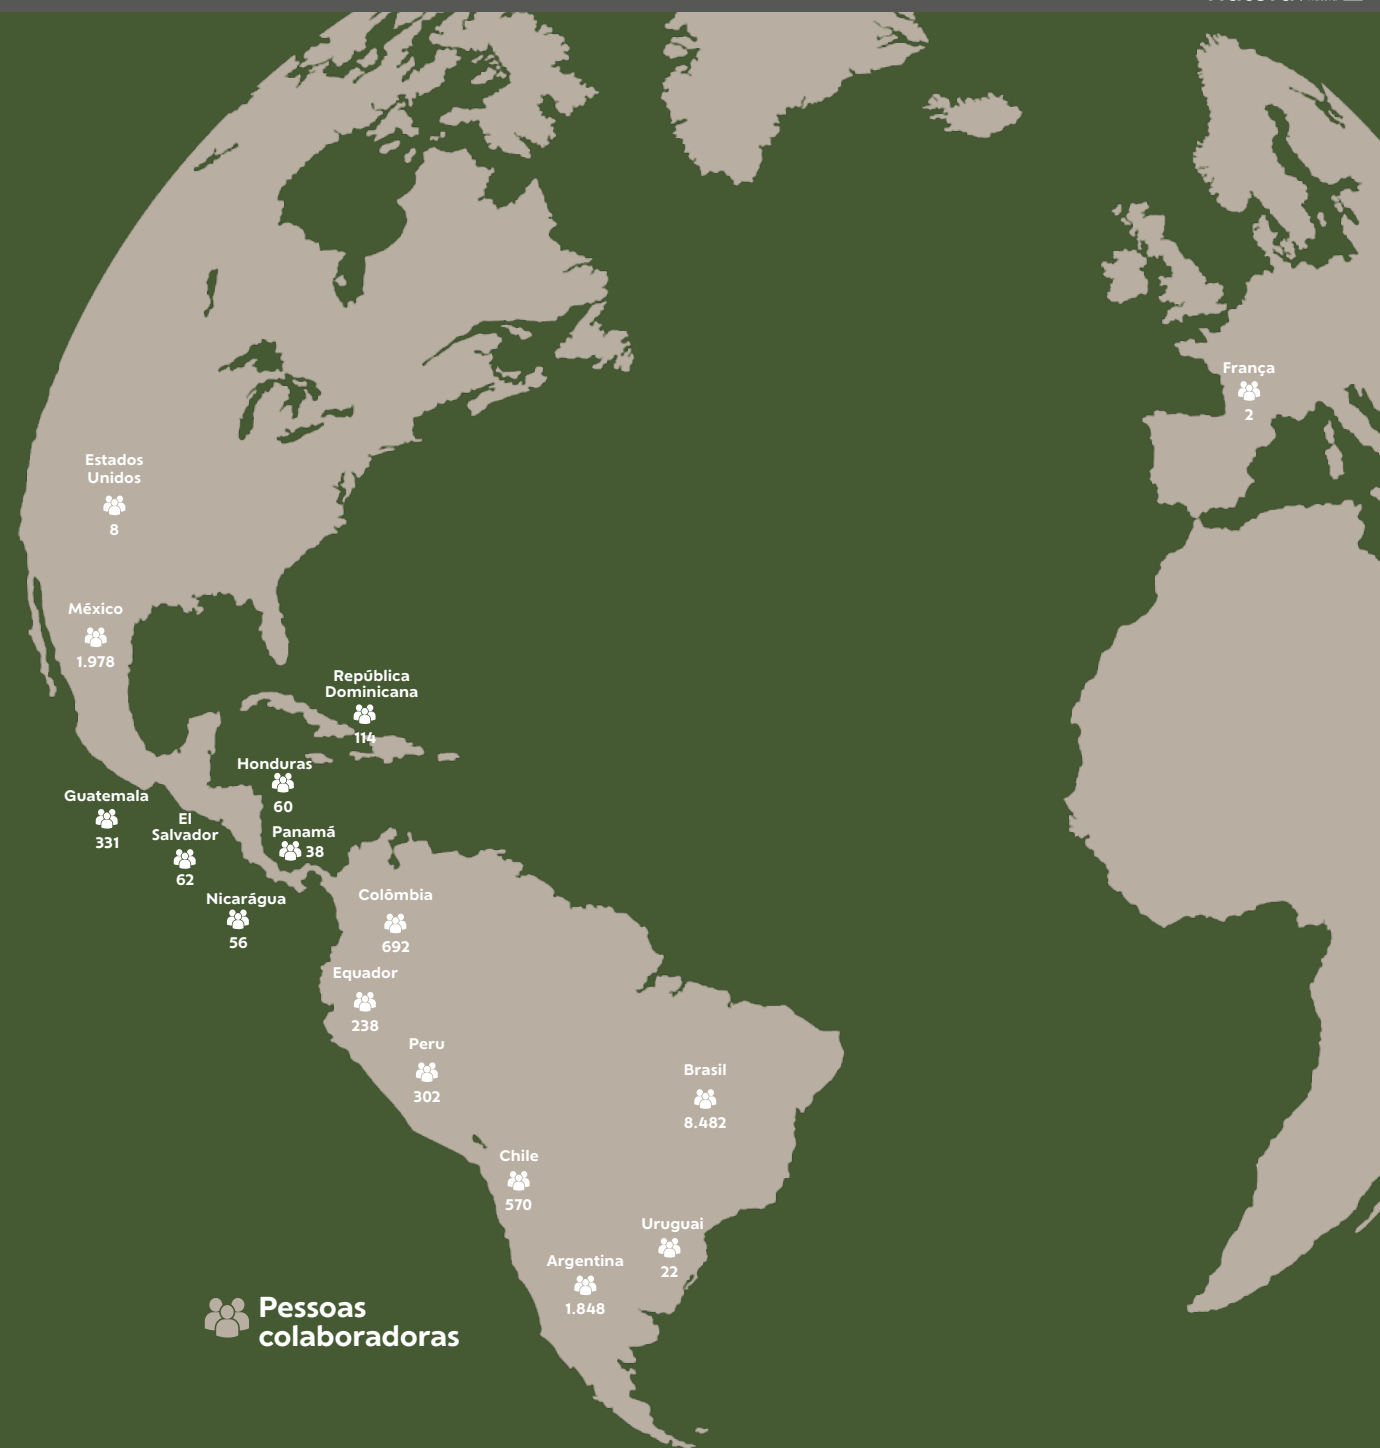 França
2
Estados
Unidos
8
México
1.978
República
Dominicana
114
Honduras
60
Guatemala
331
El
Salvador
62
Panamá
38
Nicarágua
56
Colômbia
692
Equador
238
Peru
302
Brasil
8.482
Chile
570
Uruguai
22
Argentina
1.848
Pessoas
colaboradoras